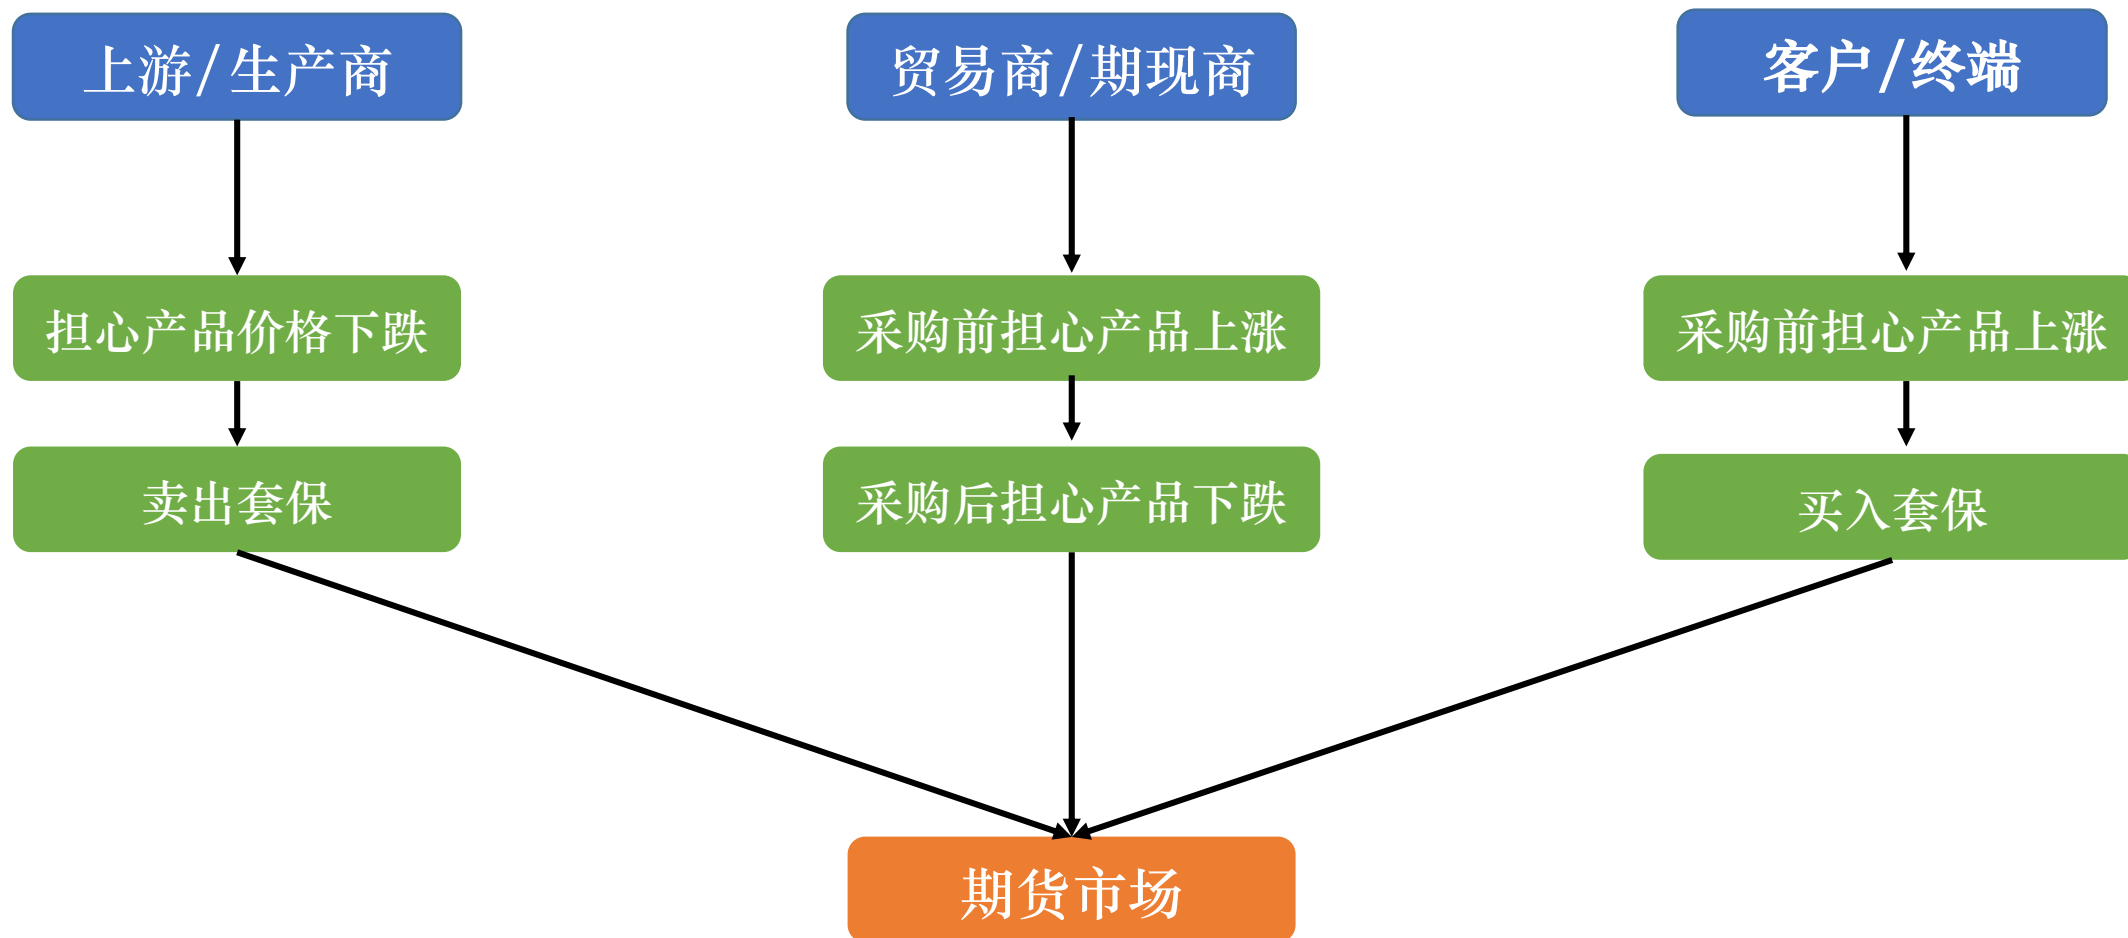 上游/生产商
贸易商/期现商
客户/终端
担心产品价格下跌
采购前担心产品上涨
采购前担心产品上涨
卖出套保
采购后担心产品下跌
买入套保
期货市场